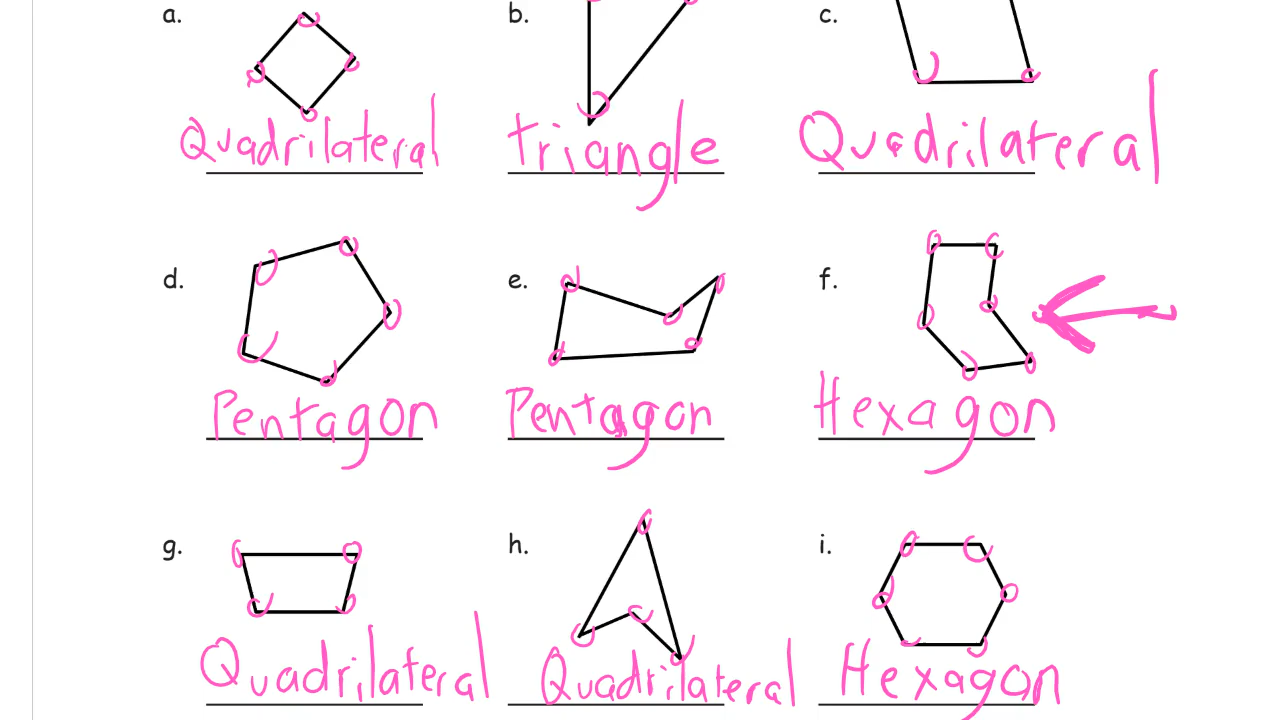 a. b. c.
Quadrilateral triangle Quadrilateral
d. e. f.
Pentagon Pentagon Hexagon
g. h. i.
Quadrilateral Quadrilateral Hexagon